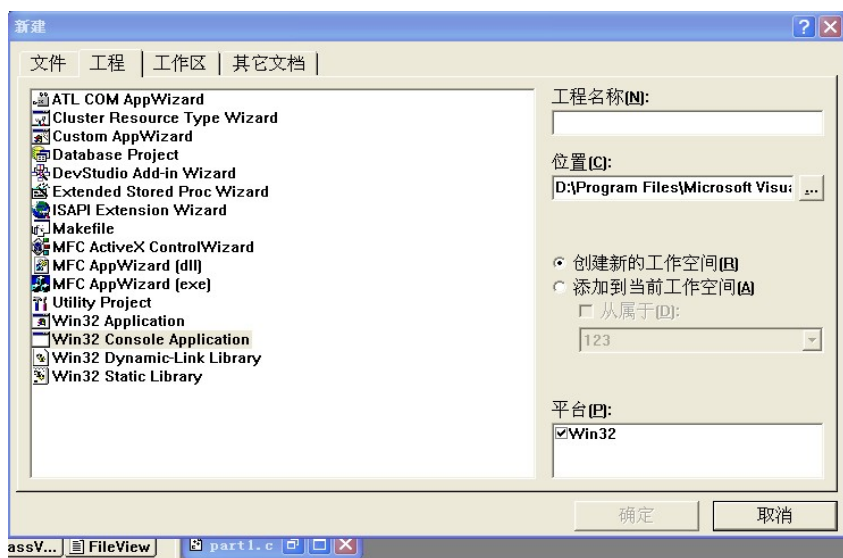 新建
文件 工程 工作区 其它文档
ATL COM AppWizard
Cluster Resource Type Wizard
Custom AppWizard
Database Project
DevStudio Add-in Wizard
Extended Stored Proc Wizard
ISAPI Extension Wizard
Makefile
MFC ActiveX ControlWizard
MFC AppWizard (dll)
MFC AppWizard (exe)
Utility Project
Win32 Application
Win32 Console Application
Win32 Dynamic-Link Library
Win32 Static Library
工程名称(N):
位置(C):
D:\Program Files\Microsoft Visu
...
创建新的工作空间(R)
添加到当前工作空间(A)
从属于(D):
123
平台(P):
Win32
确定 取消
assV... FileView part1.c